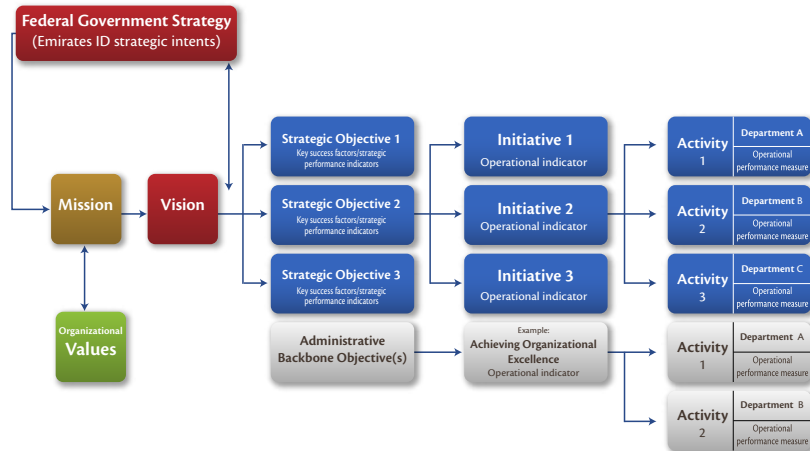 Federal Government Strategy
(Emirates ID strategic intents)
Mission
Vision
Organizational
Values
Strategic Objective 1
Key success factors/strategic
performance indicators
Strategic Objective 2
Key success factors/strategic
performance indicators
Strategic Objective 3
Key success factors/strategic
performance indicators
Administrative
Backbone Objective(s)
Initiative 1
Operational indicator
Initiative 2
Operational indicator
Initiative 3
Operational indicator
Example:
Achieving Organizational
Excellence
Operational indicator
Activity
1
Department A
Operational
performance measure
Activity
2
Department B
Operational
performance measure
Activity
3
Department C
Operational
performance measure
Activity
1
Department A
Operational
performance measure
Activity
2
Department B
Operational
performance measure